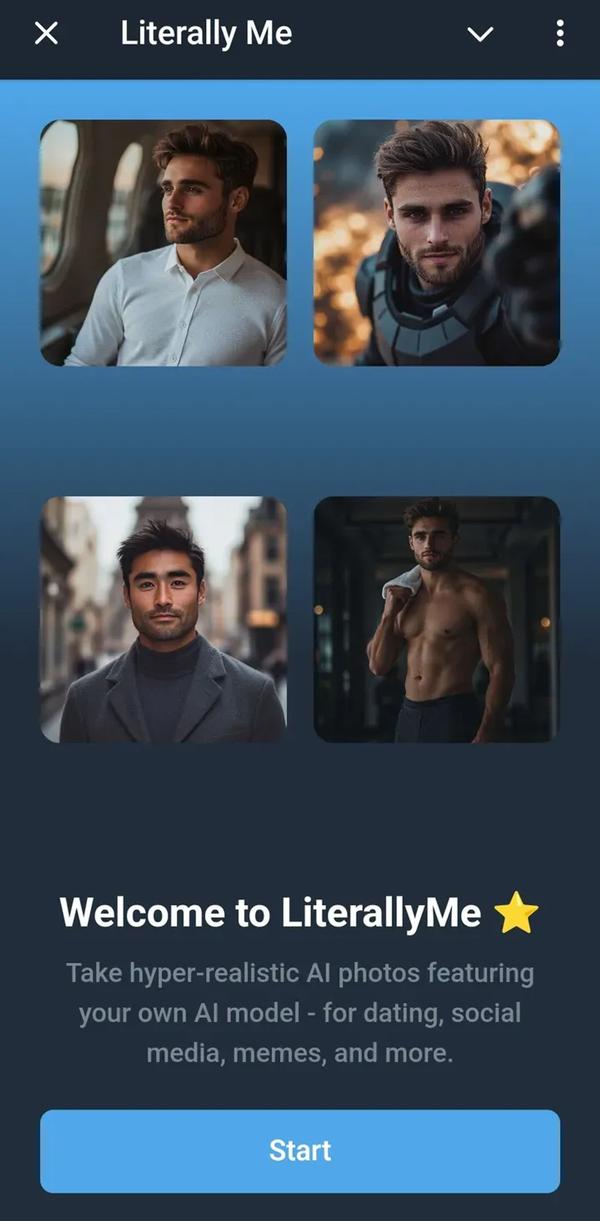 Literally Me
Welcome to LiterallyMe ⭐
Take hyper-realistic AI photos featuring
your own AI model - for dating, social
media, memes, and more.
Start